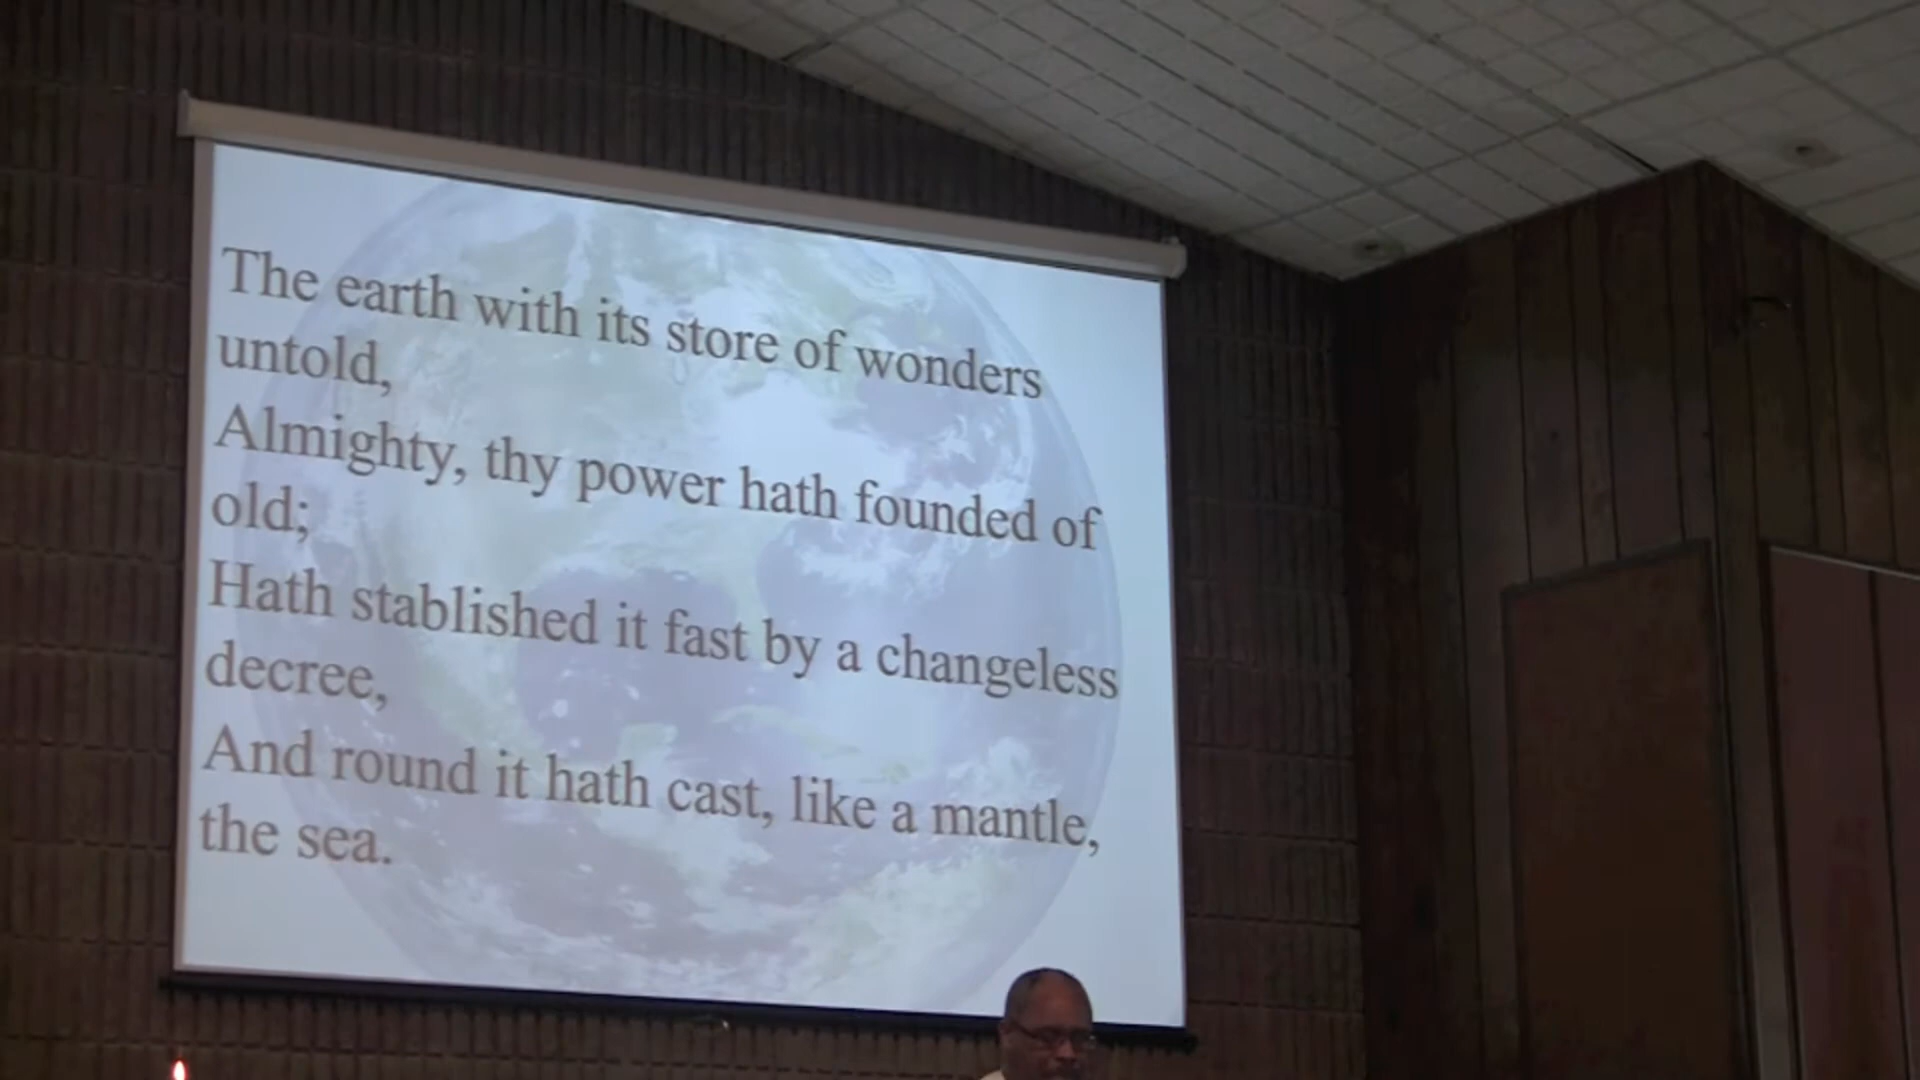 The earth with its store of wonders
untold,
Almighty, thy power hath founded of
old;
Hath stablished it fast by a changeless
decree,
And round it hath cast, like a mantle,
the sea.